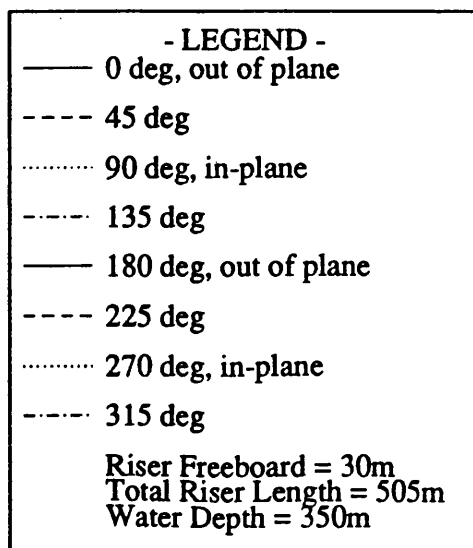 - LEGEND -
0 deg, out of plane
45 deg
90 deg, in-plane
135 deg
180 deg, out of plane
225 deg
270 deg, in-plane
315 deg
Riser Freeboard = 30m
Total Riser Length = 505m
Water Depth = 350m